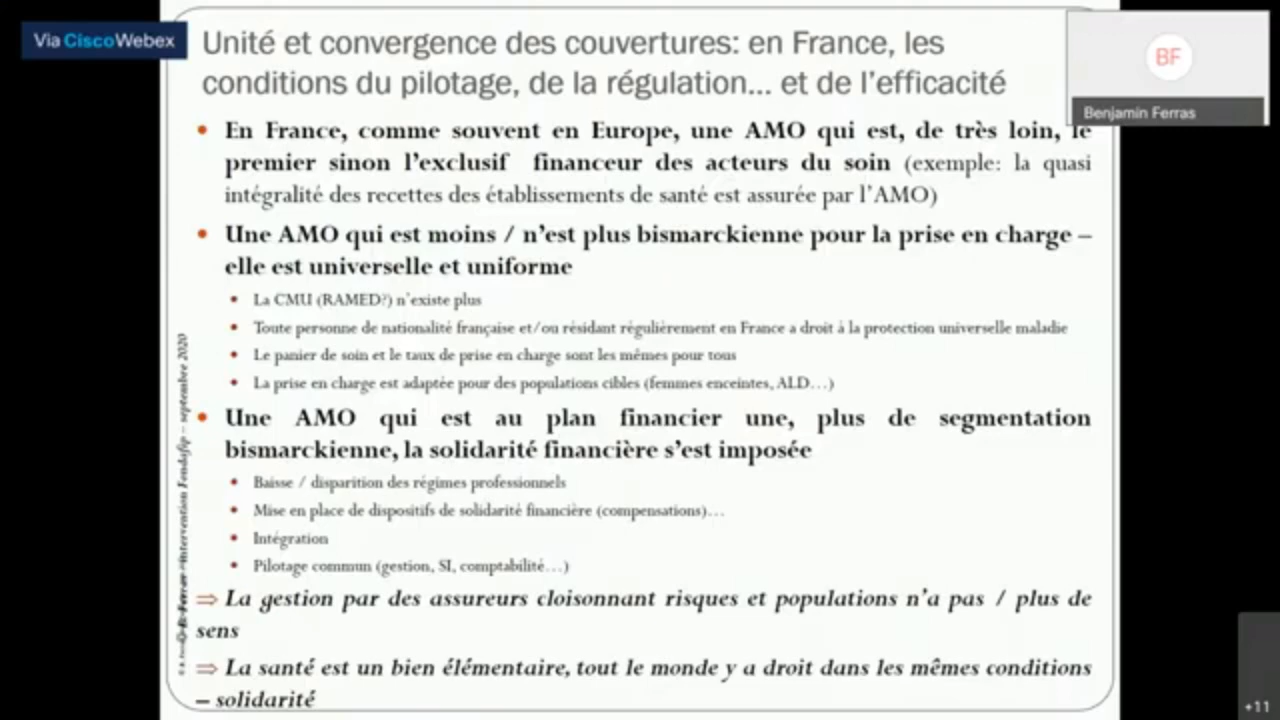 Via CiscoWebex
Unité et convergence des couvertures: en France, les
conditions du pilotage, de la régulation... et de l'efficacité
BF
Benjamin Ferras
• En France, comme souvent en Europe, une AMO qui est, de très loin, le
premier sinon l'exclusif financeur des acteurs du soin (exemple: la quasi
intégralité des recettes des établissements de santé est assurée par l'AMO)
• Une AMO qui est moins / n'est plus bismarckienne pour la prise en charge –
elle est universelle et uniforme
• La CMU (RAMED?) n'existe plus
• Toute personne de nationalité française et/ou résidant régulièrement en France a droit à la protection universelle maladie
• Le panier de soin et le taux de prise en charge sont les mêmes pour tous
• La prise en charge est adaptée pour des populations cibles (femmes enceintes, ALD...)
• Une AMO qui est au plan financier une, plus de segmentation
bismarckienne, la solidarité financière s'est imposée
• Baisse / disparition des régimes professionnels
• Mise en place de dispositifs de solidarité financière (compensations)...
• Intégration
• Pilotage commun (gestion, SI, comptabilité...)
⇒ La gestion par des assureurs cloisonnant risques et populations n'a pas / plus de
sens
⇒ La santé est un bien élémentaire, tout le monde y a droit dans les mêmes conditions
– solidarité
intervention Fondafip – septembre 2020
+11